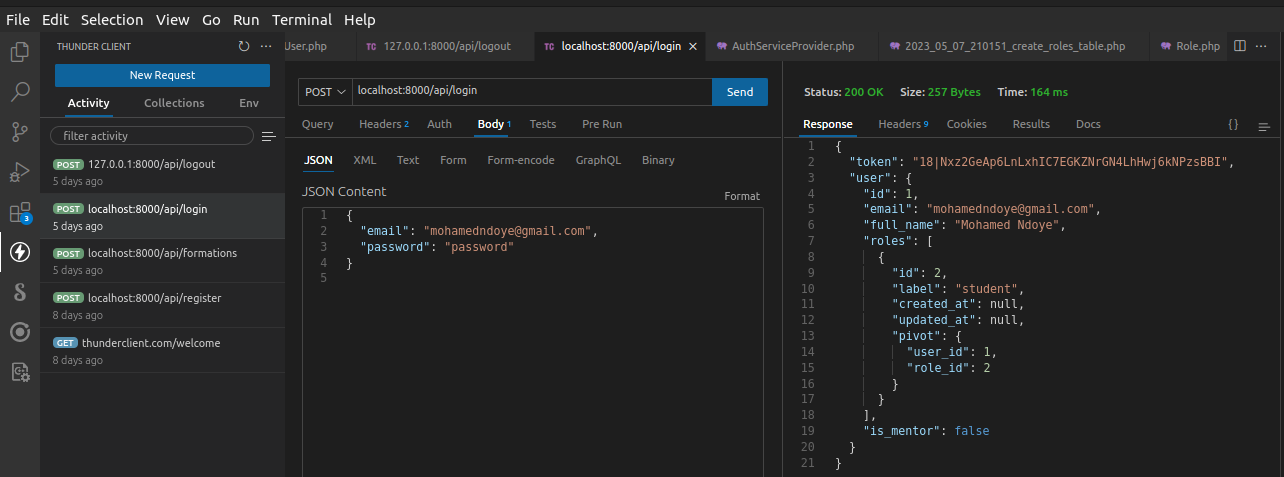 File Edit Selection View Go Run Terminal Help
THUNDER CLIENT
New Request
Activity Collections Env
filter activity
POST 127.0.0.1:8000/api/logout
5 days ago
POST localhost:8000/api/login
5 days ago
POST localhost:8000/api/formations
5 days ago
POST localhost:8000/api/register
8 days ago
GET thunderclient.com/welcome
8 days ago
3
User.php TC 127.0.0.1:8000/api/logout TC localhost:8000/api/login AuthServiceProvider.php 2023_05_07_210151_create_roles_table.php Role.php
POST localhost:8000/api/login Send
Query Headers 2 Auth Body 1 Tests Pre Run
JSON XML Text Form Form-encode GraphQL Binary
JSON Content Format
1 {
2 "email": "mohamedndoye@gmail.com",
3 "password": "password"
4 }
5
Status: 200 OK Size: 257 Bytes Time: 164 ms
Response Headers 9 Cookies Results Docs {}
1 {
2 "token": "18|Nxz2GeAp6LnLxhIC7EGKZNrGN4LhHwj6kNPzsBBI",
3 "user": {
4 "id": 1,
5 "email": "mohamedndoye@gmail.com",
6 "full_name": "Mohamed Ndoye",
7 "roles": [
8 {
9 "id": 2,
10 "label": "student",
11 "created_at": null,
12 "updated_at": null,
13 "pivot": {
14 "user_id": 1,
15 "role_id": 2
16 }
17 }
18 ],
19 "is_mentor": false
20 }
21 }